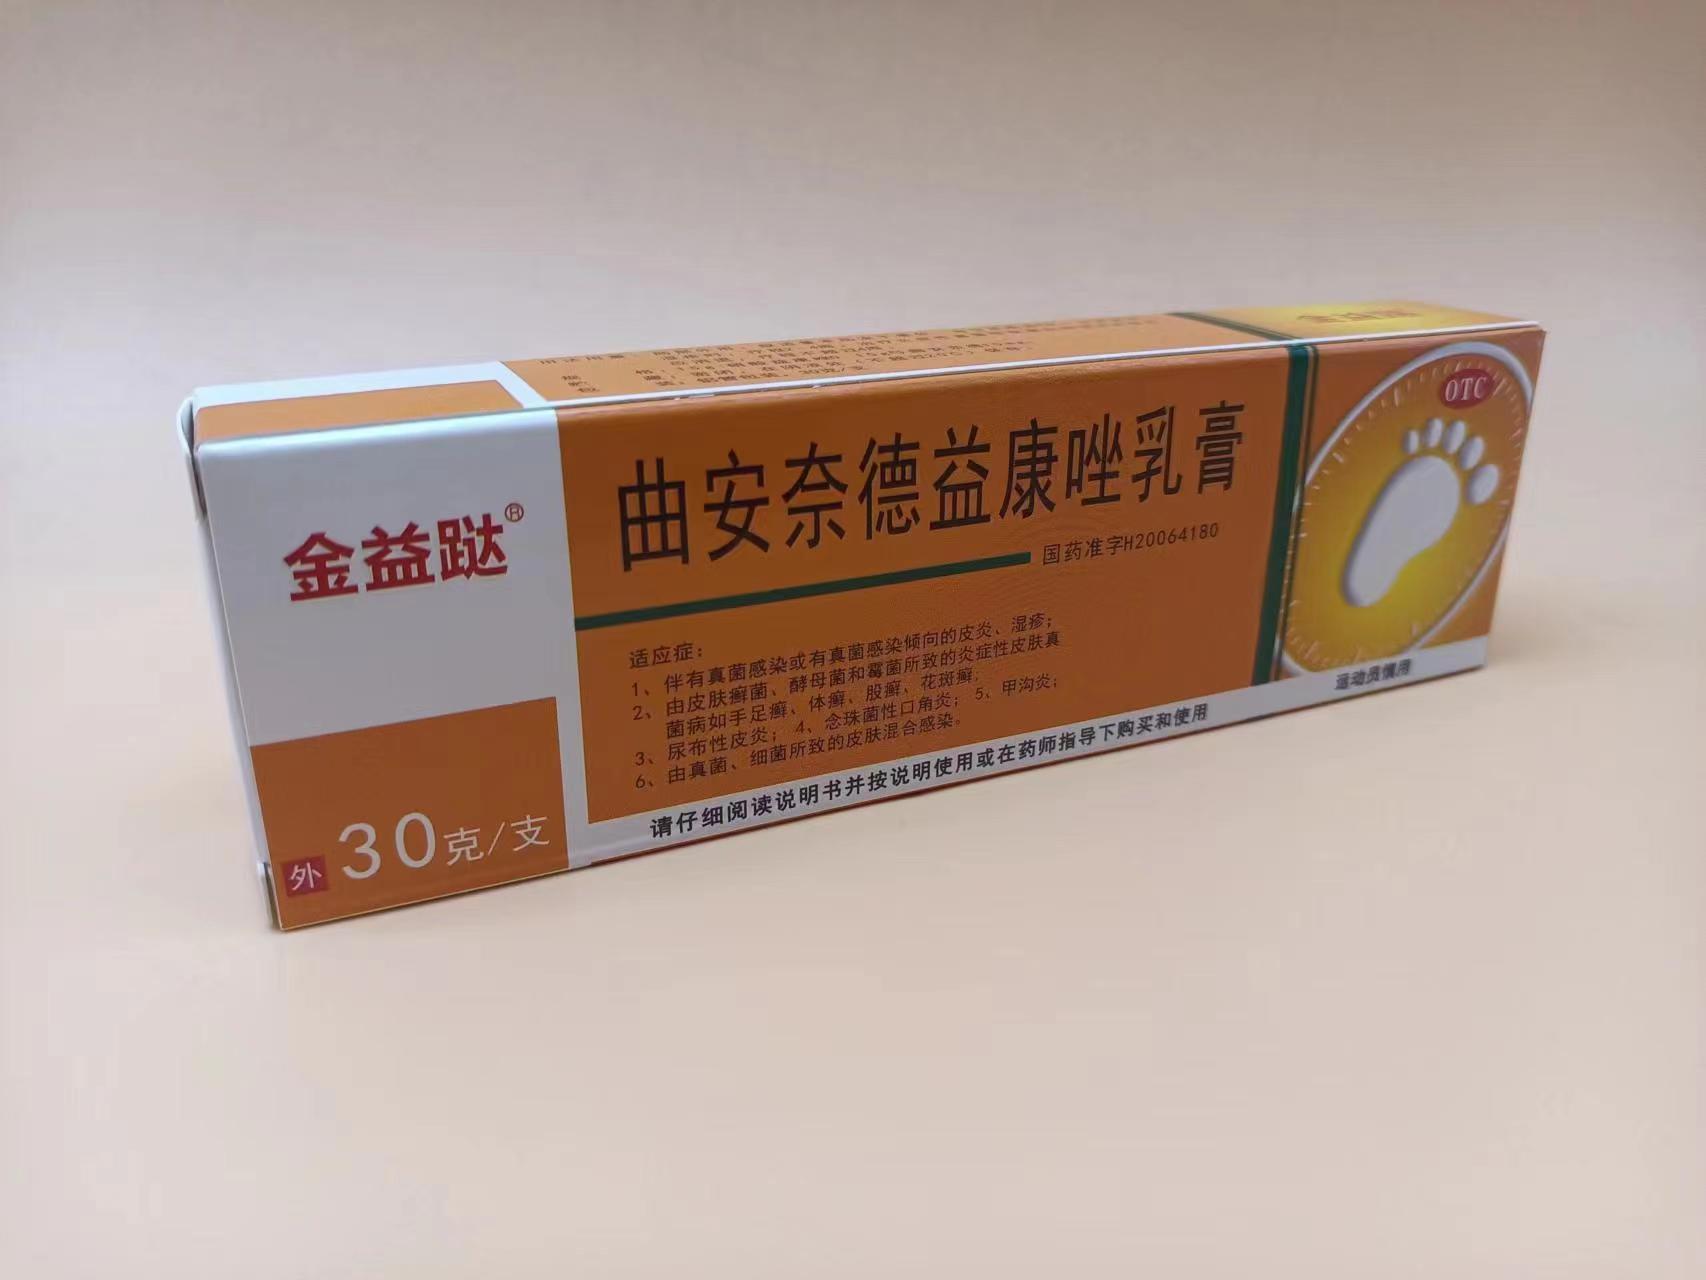 金益跶®
曲安奈德益康唑乳膏
国药准字H20064180
OTC
适应症：
1、伴有真菌感染或有真菌感染倾向的皮炎、湿疹；
2、由皮肤癣菌、酵母菌和霉菌所致的炎症性皮肤真
菌病如手足癣、体癣、股癣、花斑癣；
3、尿布性皮炎；4、念珠菌性口角炎；5、甲沟炎；
6、由真菌、细菌所致的皮肤混合感染。
运动员慎用
请仔细阅读说明书并按说明使用或在药师指导下购买和使用
外 30克/支